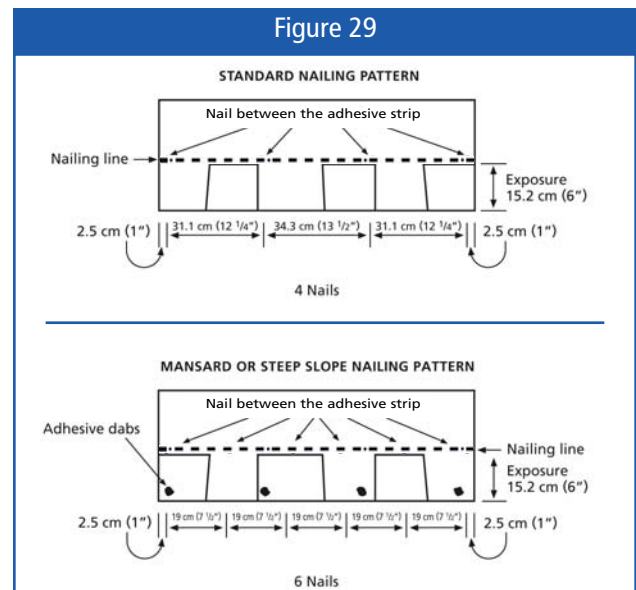 Figure 29
STANDARD NAILING PATTERN
Nail between the adhesive strip
Nailing line
Exposure
15.2 cm (6")
2.5 cm (1")
31.1 cm (12 1/4")
34.3 cm (13 1/2")
31.1 cm (12 1/4")
2.5 cm (1")
4 Nails
MANSARD OR STEEP SLOPE NAILING PATTERN
Nail between the adhesive strip
Adhesive dabs
Nailing line
Exposure
15.2 cm (6")
2.5 cm (1")
19 cm (7 1/2")
19 cm (7 1/2")
19 cm (7 1/2")
19 cm (7 1/2")
19 cm (7 1/2")
2.5 cm (1")
6 Nails